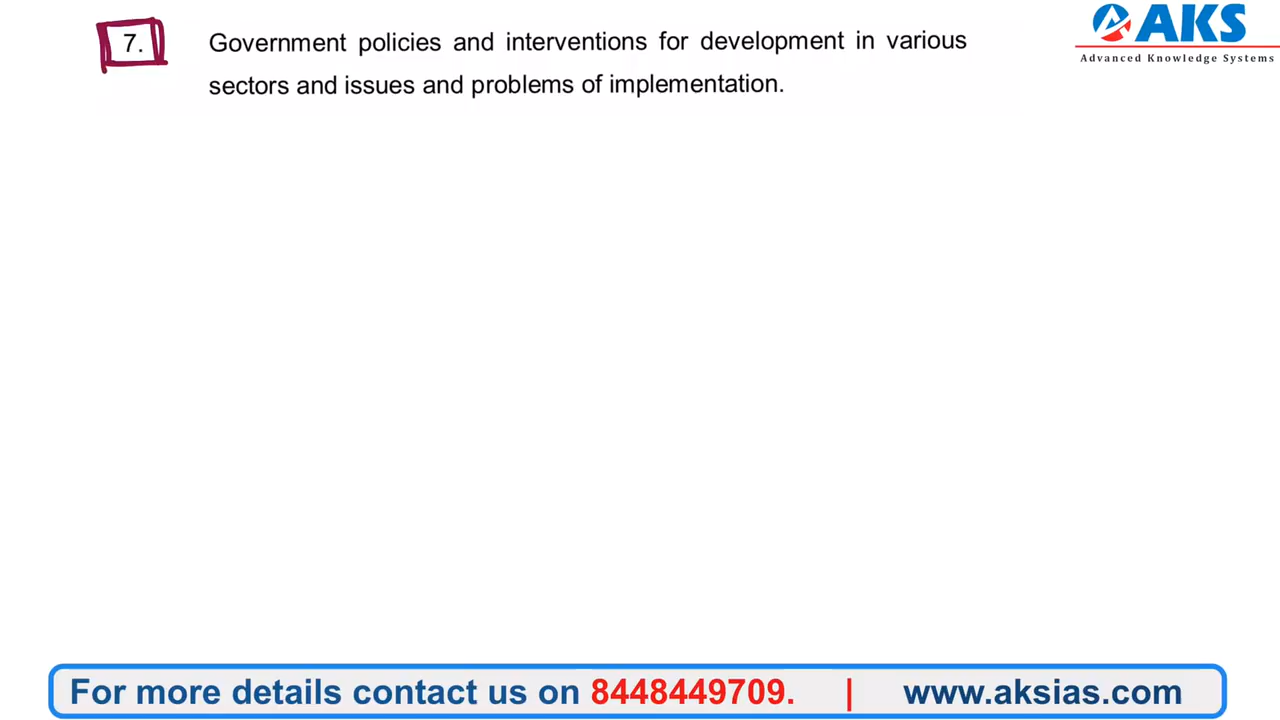 7. Government policies and interventions for development in various
sectors and issues and problems of implementation.
AKS
Advanced Knowledge Systems
For more details contact us on 8448449709. | www.aksias.com